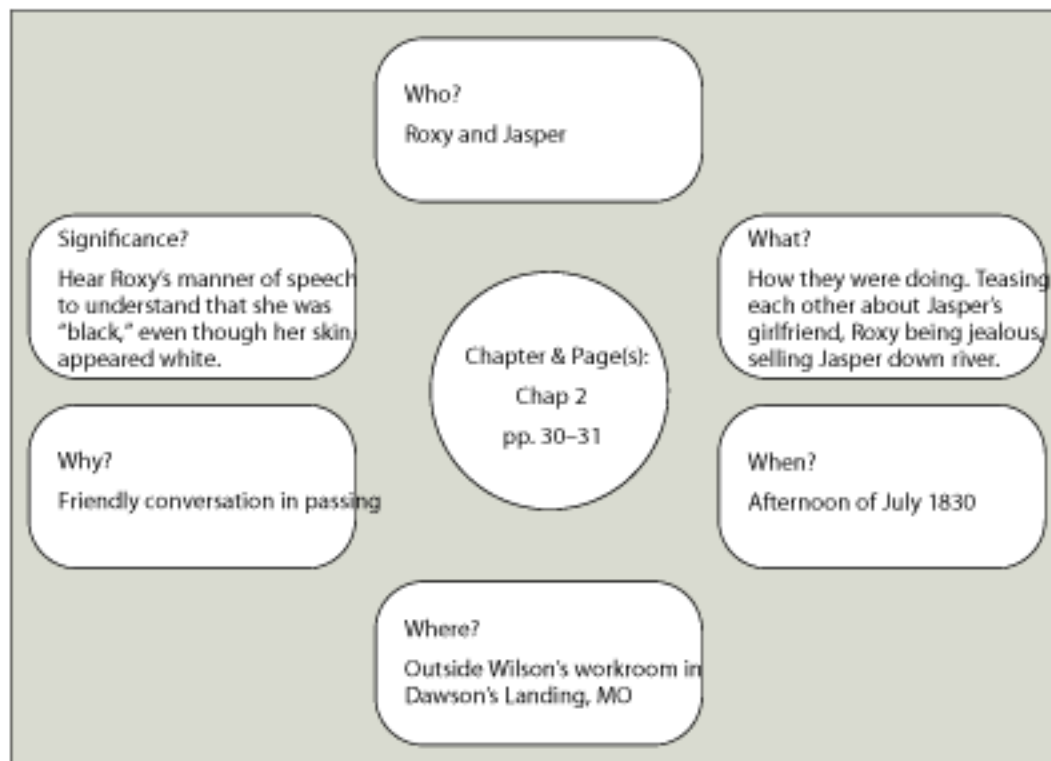 Who?
Roxy and Jasper
Significance?
Hear Roxy's manner of speech
to understand that she was
"black," even though her skin
appeared white.
What?
How they were doing. Teasing
each other about Jasper's
girlfriend, Roxy being jealous,
selling Jasper down river.
Chapter & Page(s):
Chap 2
pp. 30–31
Why?
Friendly conversation in passing
When?
Afternoon of July 1830
Where?
Outside Wilson's workroom in
Dawson's Landing, MO